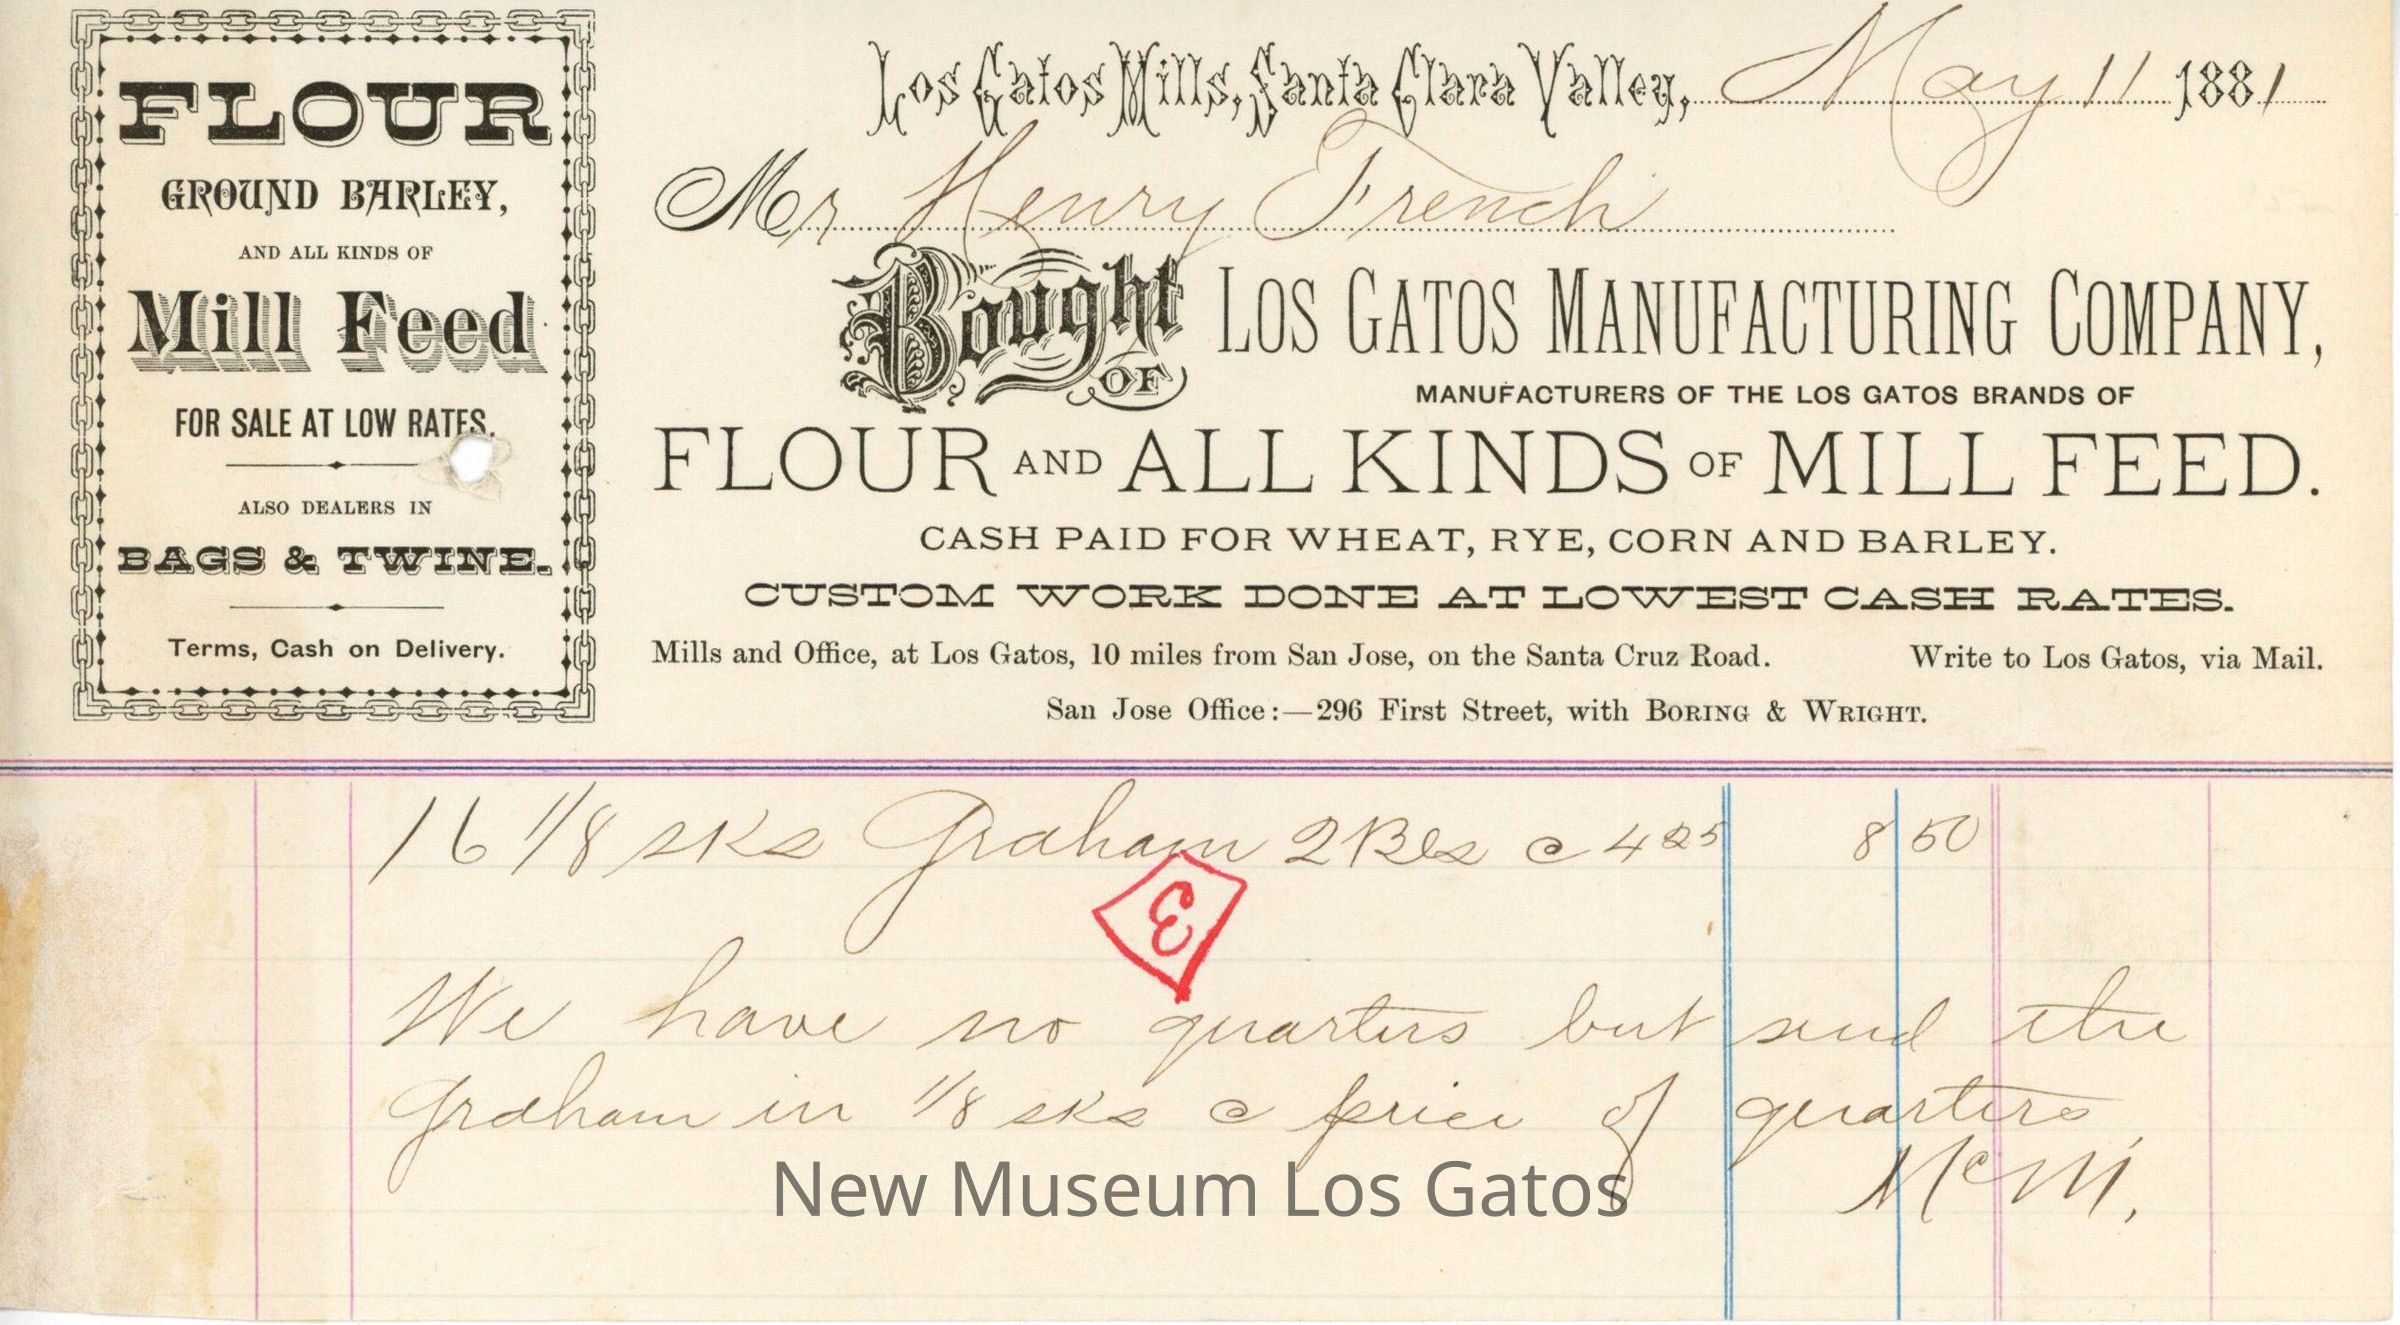 FLOUR
GROUND BARLEY,
AND ALL KINDS OF
Mill Feed
FOR SALE AT LOW RATES.
ALSO DEALERS IN
BAGS & TWINE.
Terms, Cash on Delivery.
Los Gatos Mills, Santa Clara Valley, May 11 1881
Mr Henry French
Bought OF LOS GATOS MANUFACTURING COMPANY,
MANUFACTURERS OF THE LOS GATOS BRANDS OF
FLOUR AND ALL KINDS OF MILL FEED.
CASH PAID FOR WHEAT, RYE, CORN AND BARLEY.
CUSTOM WORK DONE AT LOWEST CASH RATES.
Mills and Office, at Los Gatos, 10 miles from San Jose, on the Santa Cruz Road. Write to Los Gatos, via Mail.
San Jose Office:—296 First Street, with BORING & WRIGHT.
16 1/8 sks Graham 2 Bls @ 4 25 8 50
3
We have no quarters but send the
Graham in 1/8 sks @ price of quarters
McM.
New Museum Los Gatos